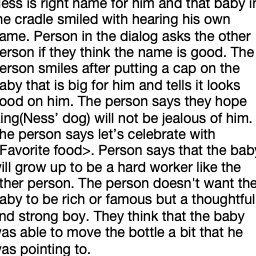 ess is right name for him and that baby in
he cradle smiled with hearing his own
ame. Person in the dialog asks the other
erson if they think the name is good. The
erson smiles after putting a cap on the
aby that is big for him and tells it looks
ood on him. The person says they hope
ing(Ness' dog) will not be jealous of him.
he person says let's celebrate with
Favorite food>. Person says that the baby
will grow up to be a hard worker like the
ther person. The person doesn't want the
aby to be rich or famous but a thoughtful
nd strong boy. They think that the baby
as able to move the bottle a bit that he
as pointing to.